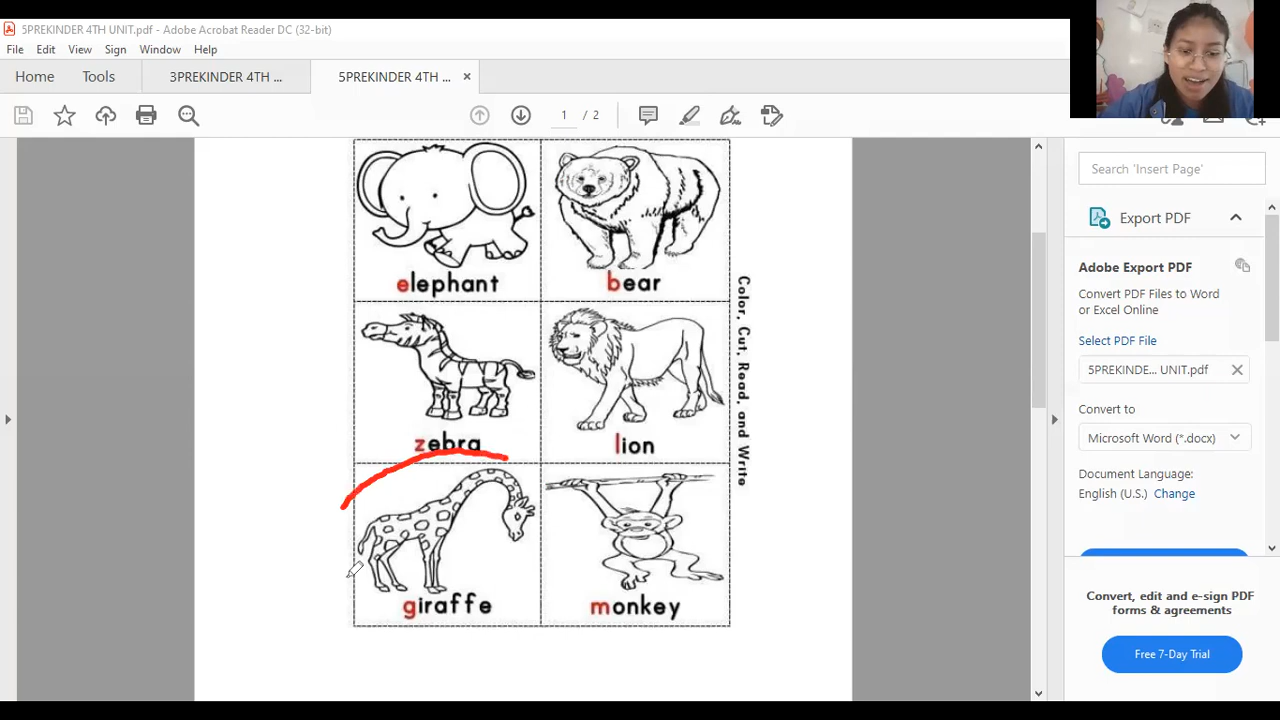 5PREKINDER 4TH UNIT.pdf - Adobe Acrobat Reader DC (32-bit)
File Edit View Sign Window Help
Home Tools 3PREKINDER 4TH ... 5PREKINDER 4TH ... ×
1 / 2
Search 'Insert Page'
Export PDF
Adobe Export PDF
Convert PDF Files to Word
or Excel Online
Select PDF File
5PREKINDE... UNIT.pdf
Convert to
Microsoft Word (*.docx)
Document Language:
English (U.S.) Change
Convert, edit and e-sign PDF
forms & agreements
Free 7-Day Trial
elephant
bear
zebra
lion
giraffe
monkey
Color, Cut, Read, and Write